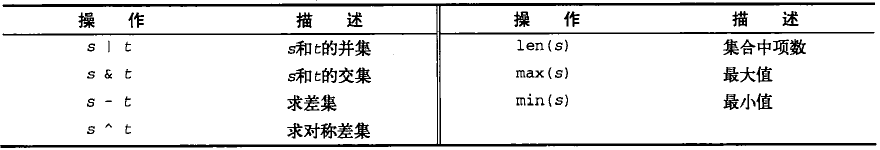 操 作 描 述 操 作 描 述
s | t s和t的并集 len(s) 集合中项数
s & t s和t的交集 max(s) 最大值
s - t 求差集 min(s) 最小值
s ^ t 求对称差集